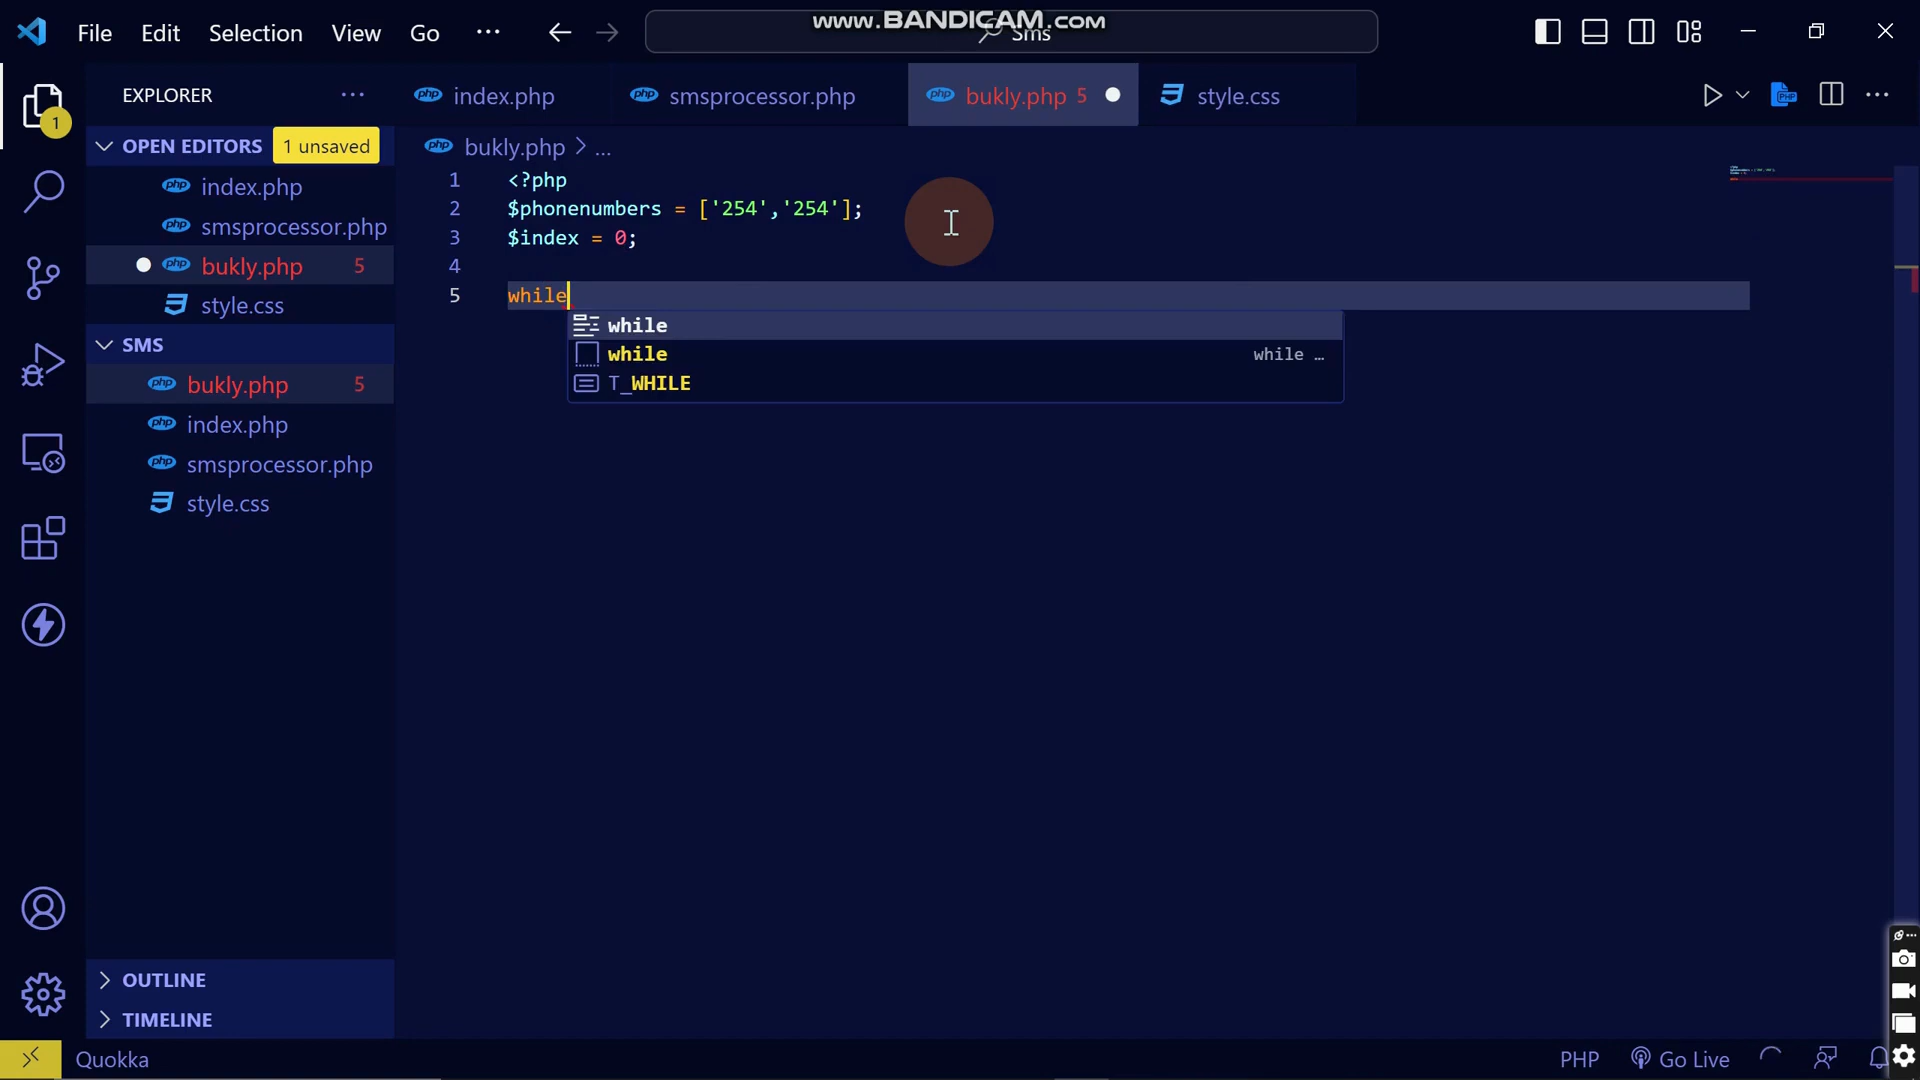 www.BANDICAM.com
File Edit Selection View Go ··· Sms
EXPLORER ···
index.php smsprocessor.php bukly.php 5 style.css
OPEN EDITORS 1 unsaved
index.php
smsprocessor.php
bukly.php 5
style.css
SMS
bukly.php 5
index.php
smsprocessor.php
style.css
OUTLINE
TIMELINE
bukly.php > ...
1 <?php
2 $phonenumbers = ['254','254'];
3 $index = 0;
4
5 while
while
while while ...
T_WHILE
1
Quokka PHP Go Live